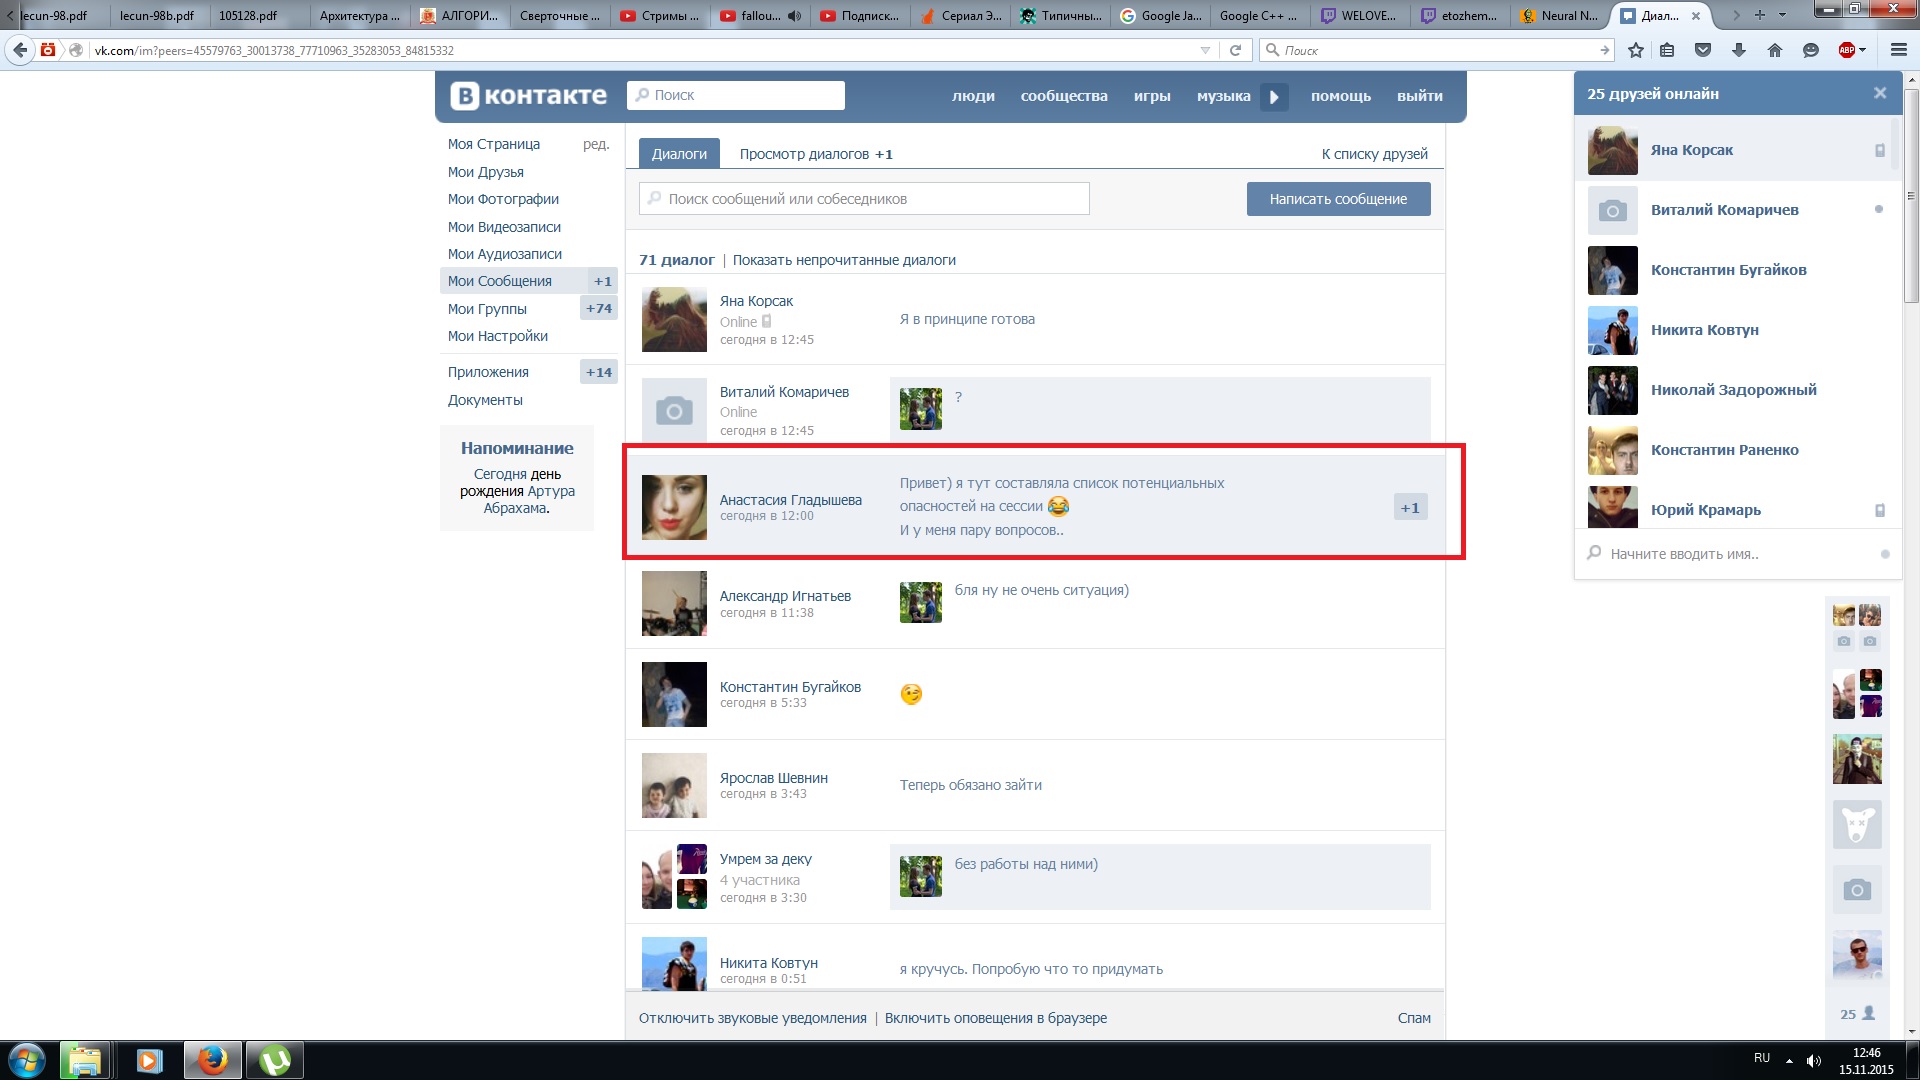 lecun-98.pdf
lecun-98b.pdf
105128.pdf
Архитектура ...
АЛГОРИ...
Сверточные ...
Стримы ...
fallou...
Подписк...
Сериал Э...
Типичны...
Google Ja...
Google C++ ...
WELOVE...
etozhem...
Neural N...
Диал...
vk.com/im?peers=45579763_30013738_77710963_35283053_84815332
Поиск
ABP
В контакте
Поиск
люди
сообщества
игры
музыка
помощь
выйти
Моя Страница
ред.
Мои Друзья
Мои Фотографии
Мои Видеозаписи
Мои Аудиозаписи
Мои Сообщения +1
Мои Группы +74
Мои Настройки
Приложения +14
Документы
Напоминание
Сегодня день
рождения Артура
Абрахама.
Диалоги
Просмотр диалогов +1
К списку друзей
Поиск сообщений или собеседников
Написать сообщение
71 диалог | Показать непрочитанные диалоги
Яна Корсак
Online
сегодня в 12:45
Я в принципе готова
Виталий Комаричев
Online
сегодня в 12:45
?
Анастасия Гладышева
сегодня в 12:00
Привет) я тут составляла список потенциальных
опасностей на сессии 😂
И у меня пару вопросов..
+1
Александр Игнатьев
сегодня в 11:38
бля ну не очень ситуация)
Константин Бугайков
сегодня в 5:33
😉
Ярослав Шевнин
сегодня в 3:43
Теперь обязано зайти
Умрем за деку
4 участника
сегодня в 3:30
без работы над ними)
Никита Ковтун
сегодня в 0:51
я кручусь. Попробую что то придумать
Отключить звуковые уведомления | Включить оповещения в браузере
Спам
25 друзей онлайн
Яна Корсак
Виталий Комаричев
Константин Бугайков
Никита Ковтун
Николай Задорожный
Константин Раненко
Юрий Крамарь
Начните вводить имя..
25
RU
12:46
15.11.2015